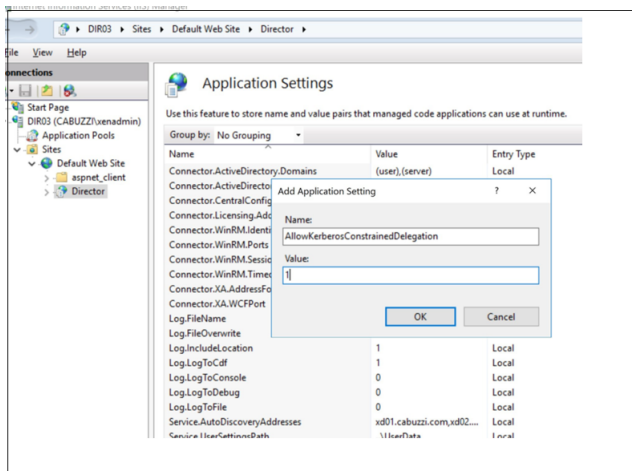 Internet Information Services (IIS) Manager
DIR03 Sites Default Web Site Director
File View Help
Connections
Application Settings
Use this feature to store name and value pairs that managed code applications can use at runtime.
Group by: No Grouping
Start Page
DIR03 (CABUZZI\xenadmin)
Application Pools
Sites
Default Web Site
aspnet_client
Director
Name Value Entry Type
Connector.ActiveDirectory.Domains (user),(server) Local
Connector.ActiveDirecto
Connector.CentralConfig
Connector.Licensing.Add
Connector.WinRM.Identi
Connector.WinRM.Ports
Connector.WinRM.Sessio
Connector.WinRM.Timeo
Connector.XA.AddressFo
Connector.XA.WCFPort
Log.FileName
Log.FileOverwrite
Log.IncludeLocation 1 Local
Log.LogToCdf 1 Local
Log.LogToConsole 0 Local
Log.LogToDebug 0 Local
Log.LogToFile 0 Local
Service.AutoDiscoveryAddresses xd01.cabuzzi.com,xd02.... Local
Service.UserSettingsPath .\UserData Local
Add Application Setting ? ×
Name:
AllowKerberosConstrainedDelegation
Value:
1
OK Cancel